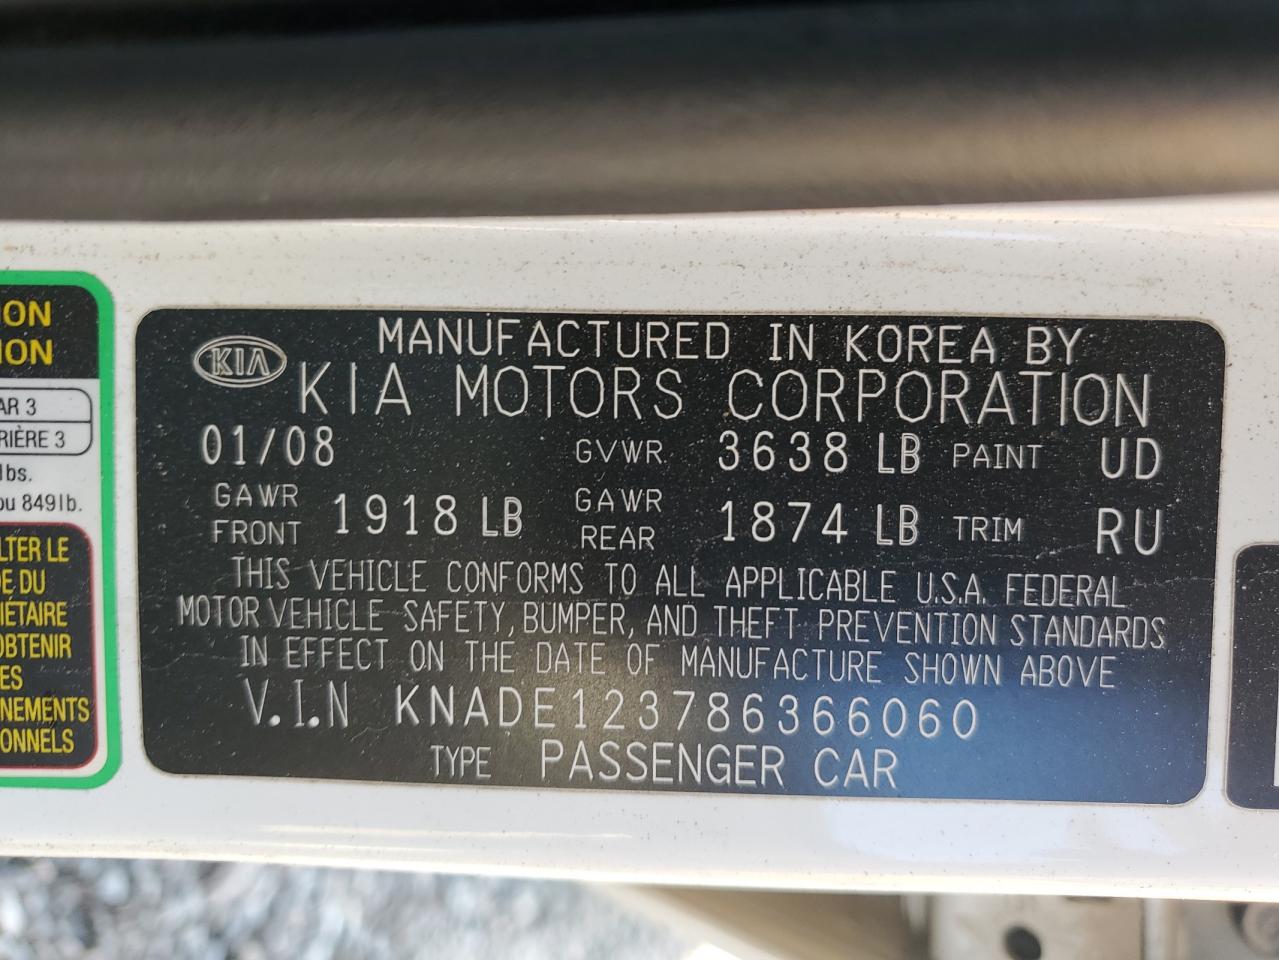 ION
ION
AR 3
RIÈRE 3
lbs.
ou 849lb.
LTER LE
DE DU
IÉTAIRE
OBTENIR
ES
NEMENTS
ONNELS
KIA
MANUFACTURED IN KOREA BY
KIA MOTORS CORPORATION
01/08 GVWR 3638 LB PAINT UD
GAWR FRONT 1918 LB GAWR REAR 1874 LB TRIM RU
THIS VEHICLE CONFORMS TO ALL APPLICABLE U.S.A. FEDERAL
MOTOR VEHICLE SAFETY, BUMPER, AND THEFT PREVENTION STANDARDS
IN EFFECT ON THE DATE OF MANUFACTURE SHOWN ABOVE
V.I.N KNADE123786366060
TYPE PASSENGER CAR